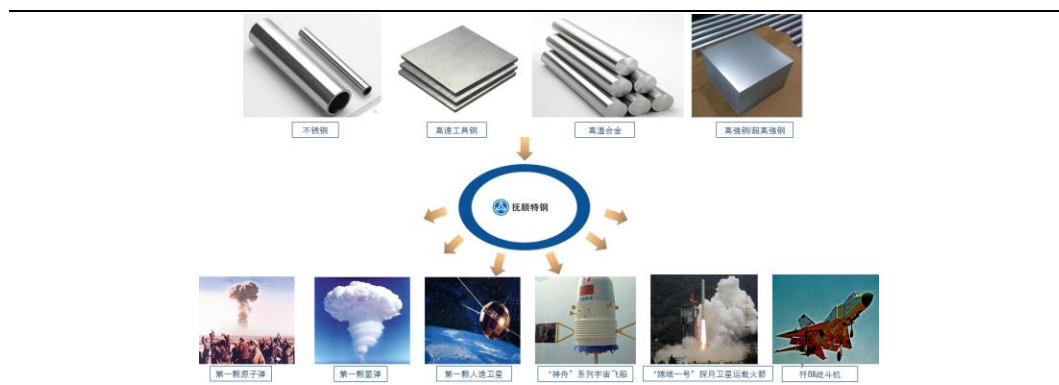 不锈钢
高速工具钢
高温合金
高强钢/超高强钢
抚顺特钢
第一颗原子弹
第一颗氢弹
第一颗人造卫星
“神舟”系列宇宙飞船
“嫦娥一号”探月卫星运载火箭
歼8B战斗机